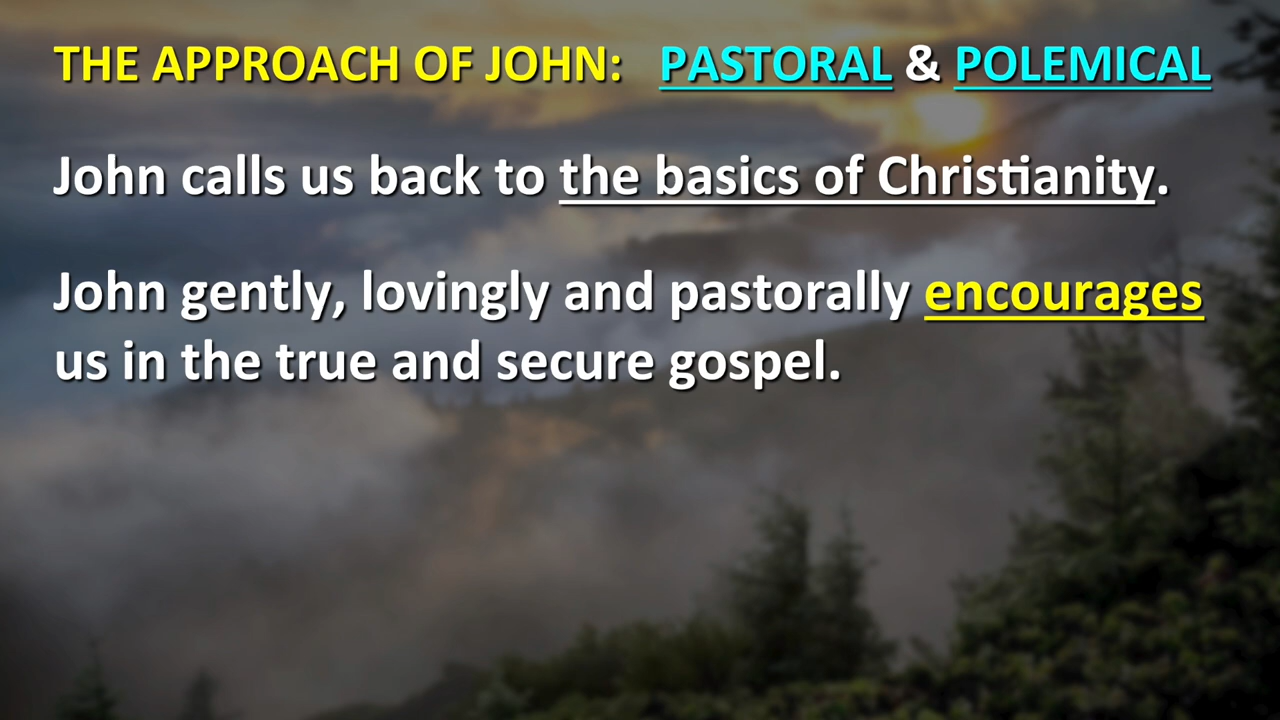 THE APPROACH OF JOHN: PASTORAL & POLEMICAL
John calls us back to the basics of Christianity.
John gently, lovingly and pastorally encourages
us in the true and secure gospel.